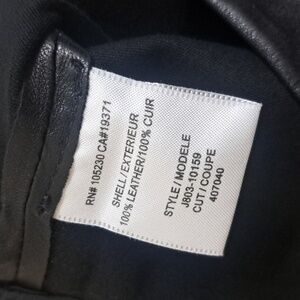 RN# 105230 CA#19371
SHELL/EXTERIEUR
100% LEATHER/100% CUIR
STYLE / MODELE
J803-10159
CUT / COUPE
407040